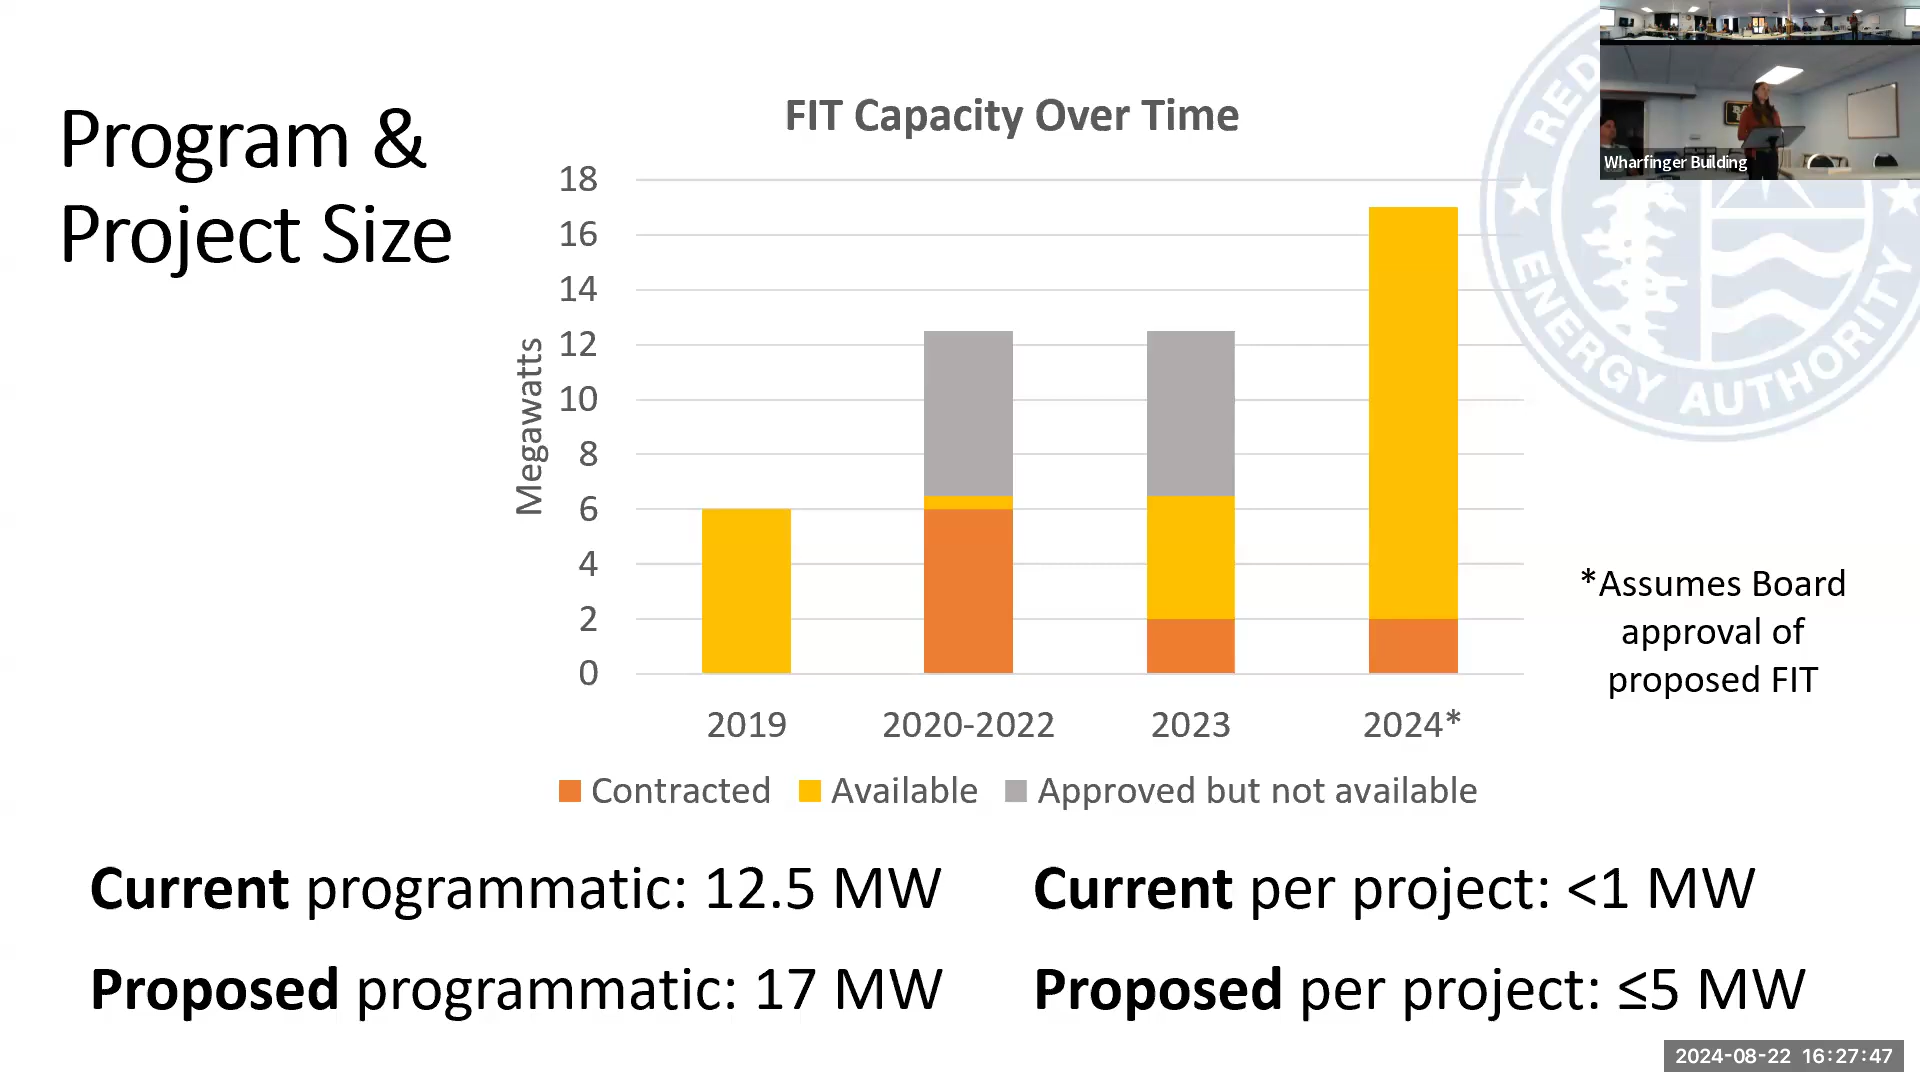 Program &
Project Size
FIT Capacity Over Time
Megawatts
18
16
14
12
10
8
6
4
2
0
2019
2020-2022
2023
2024*
Contracted
Available
Approved but not available
*Assumes Board
approval of
proposed FIT
Current programmatic: 12.5 MW
Current per project: <1 MW
Proposed programmatic: 17 MW
Proposed per project: ≤5 MW
ENERGY AUTHORITY
Wharfinger Building
2024-08-22 16:27:47